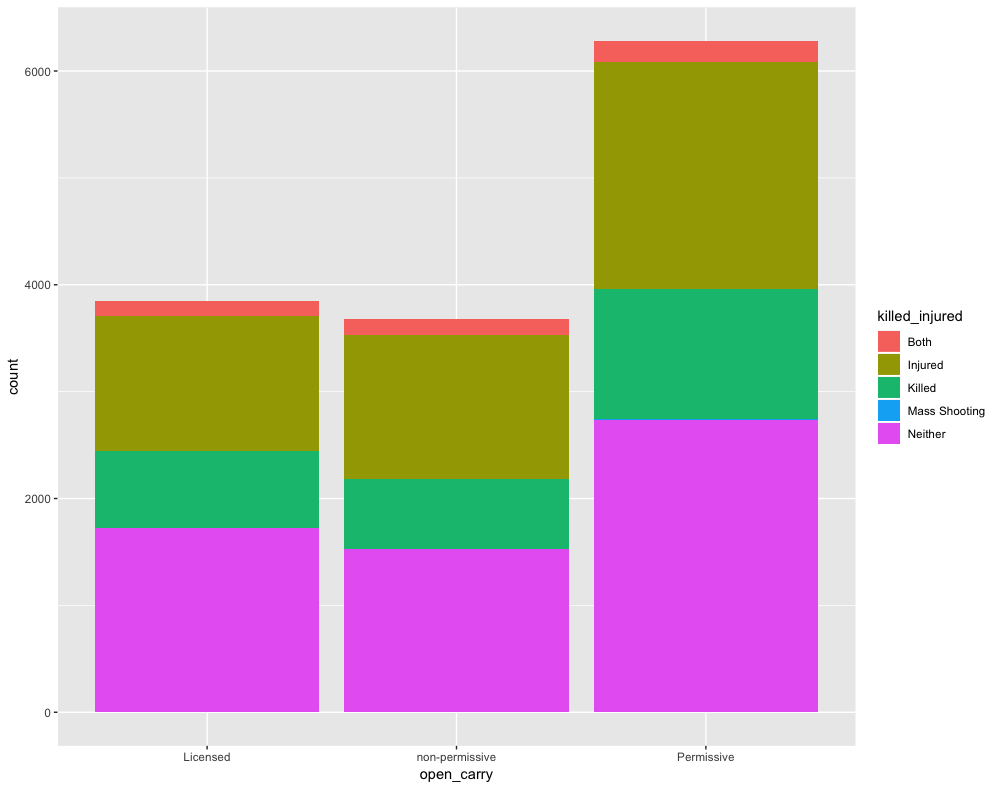 6000
4000
2000
0
count
Licensed
non-permissive
Permissive
open_carry
killed_injured
Both
Injured
Killed
Mass Shooting
Neither